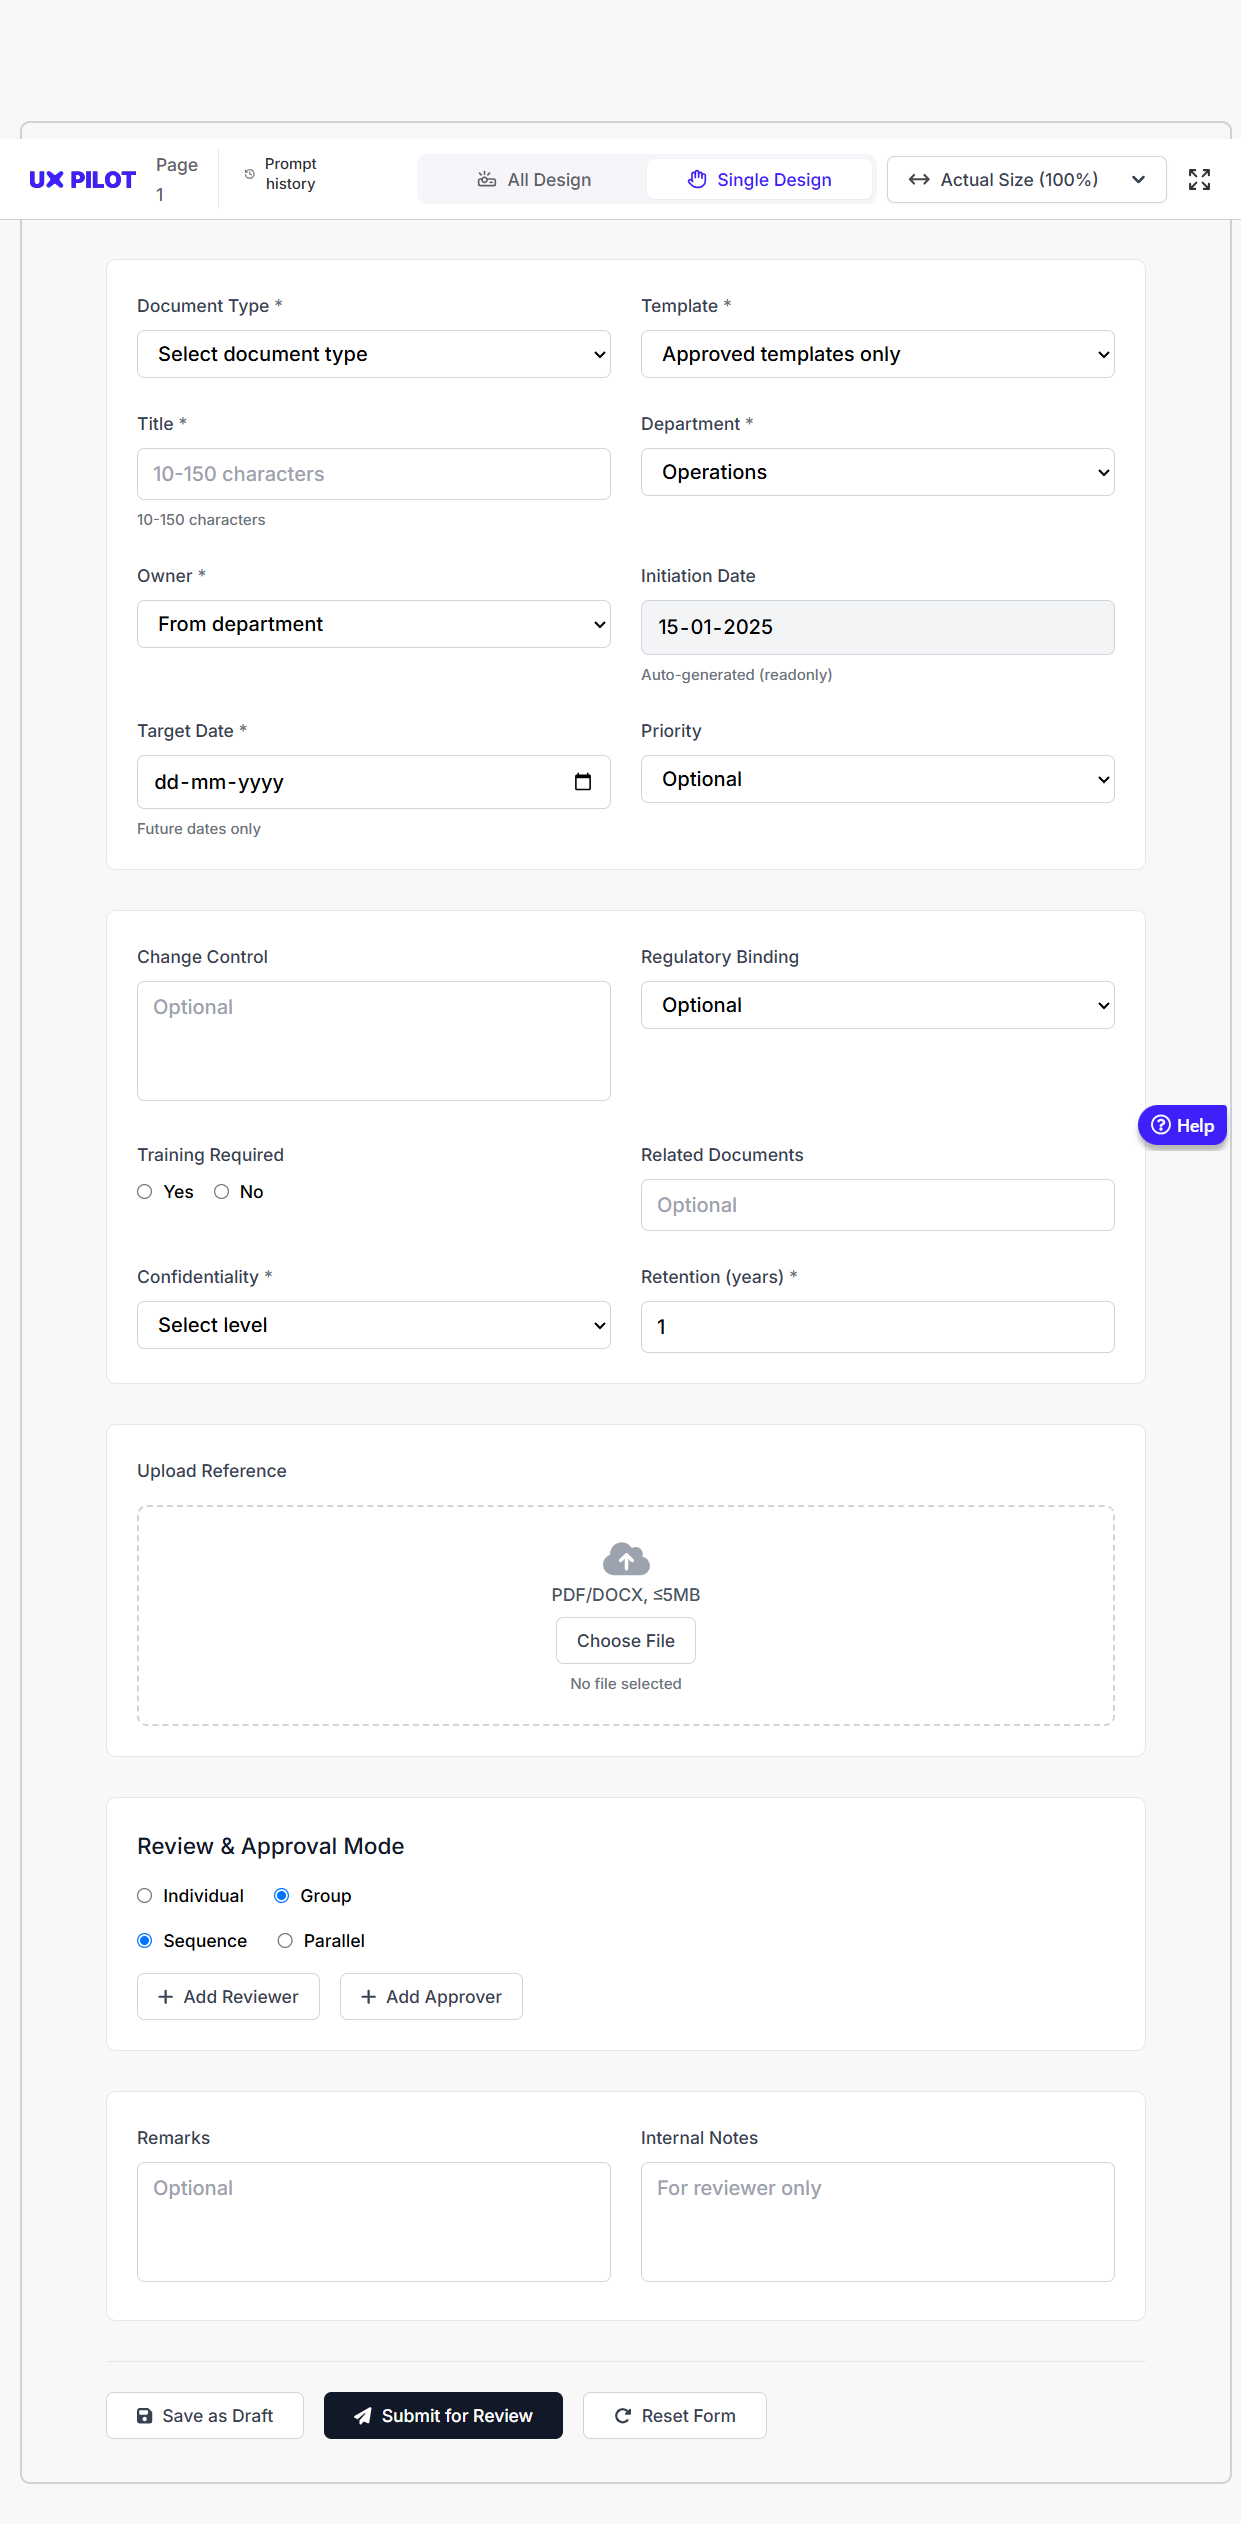 UX PILOT
Page
1
Prompt
history
All Design
Single Design
Actual Size (100%)
Document Type *
Template *
Select document type
Approved templates only
Title *
Department *
10-150 characters
Operations
10-150 characters
Owner *
Initiation Date
From department
15-01-2025
Auto-generated (readonly)
Target Date *
Priority
dd-mm-yyyy
Optional
Future dates only
Change Control
Regulatory Binding
Optional
Optional
Help
Training Required
Related Documents
Yes
No
Optional
Confidentiality *
Retention (years) *
Select level
1
Upload Reference
PDF/DOCX, ≤5MB
Choose File
No file selected
Review & Approval Mode
Individual
Group
Sequence
Parallel
Add Reviewer
Add Approver
Remarks
Internal Notes
Optional
For reviewer only
Save as Draft
Submit for Review
Reset Form